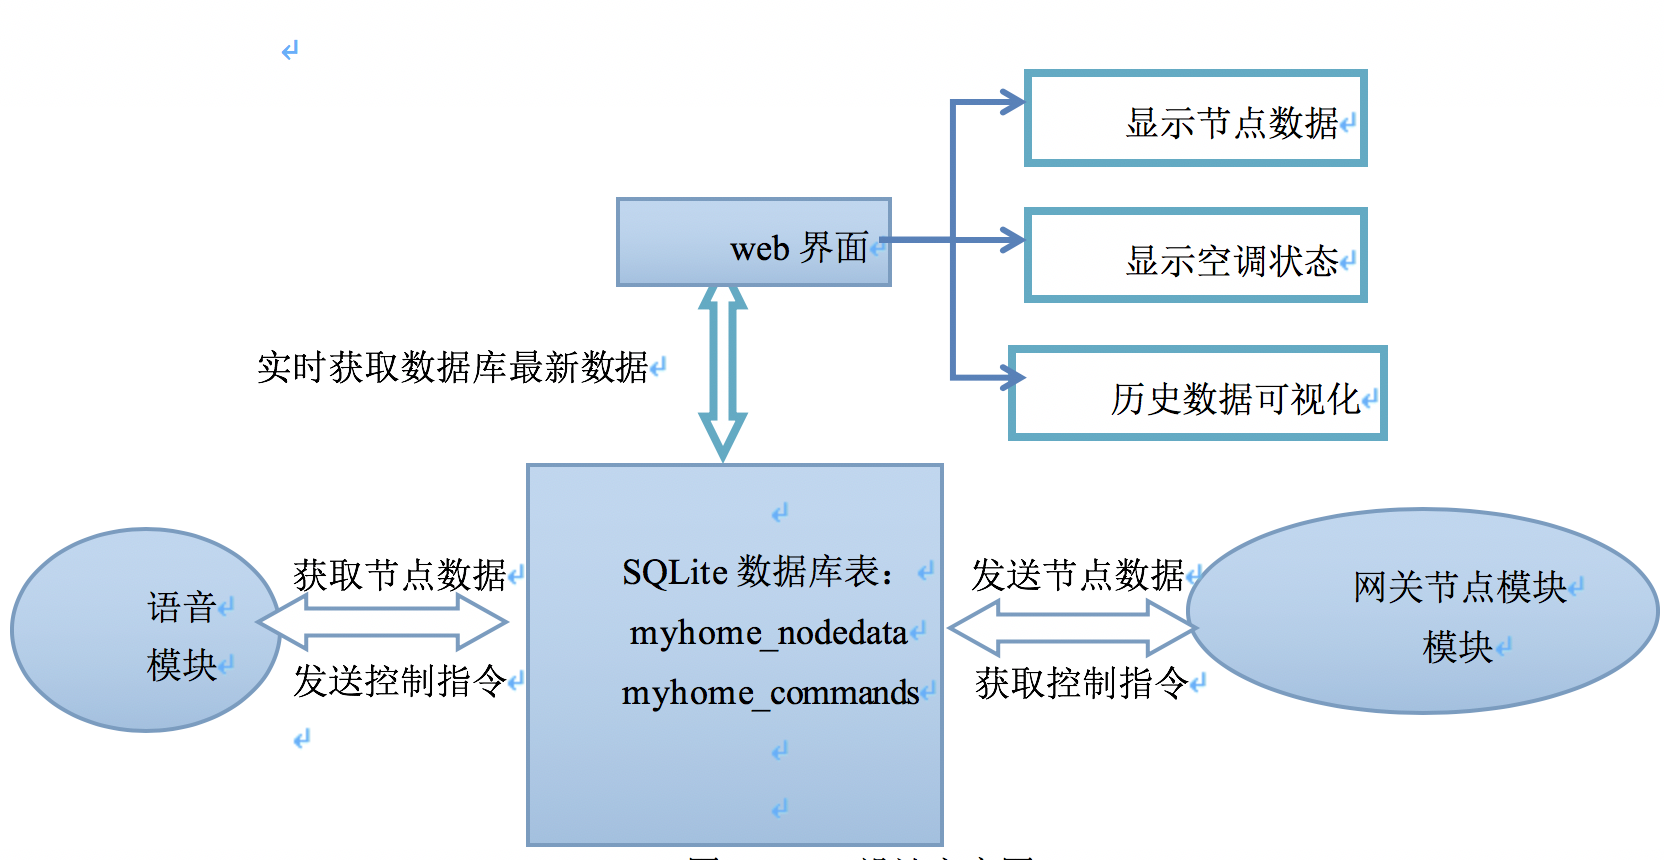 显示节点数据
web 界面
显示空调状态
实时获取数据库最新数据
历史数据可视化
语音
模块
获取节点数据
发送控制指令
SQLite 数据库表：
myhome_nodedata
myhome_commands
发送节点数据
获取控制指令
网关节点模块
模块